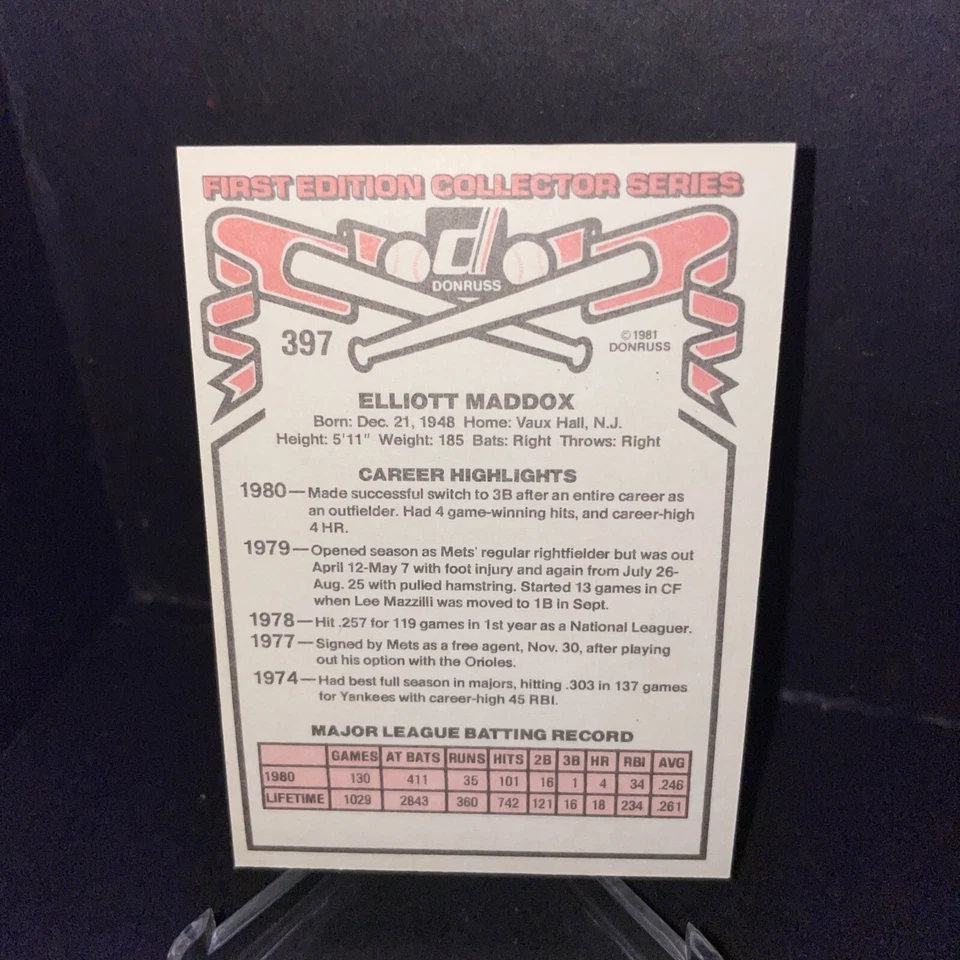 FIRST EDITION COLLECTOR SERIES
d
DONRUSS
397
© 1981
DONRUSS
ELLIOTT MADDOX
Born: Dec. 21, 1948 Home: Vaux Hall, N.J.
Height: 5'11" Weight: 185 Bats: Right Throws: Right
CAREER HIGHLIGHTS
1980—Made successful switch to 3B after an entire career as
an outfielder. Had 4 game-winning hits, and career-high
4 HR.
1979—Opened season as Mets' regular rightfielder but was out
April 12-May 7 with foot injury and again from July 26-
Aug. 25 with pulled hamstring. Started 13 games in CF
when Lee Mazzilli was moved to 1B in Sept.
1978—Hit .257 for 119 games in 1st year as a National Leaguer.
1977—Signed by Mets as a free agent, Nov. 30, after playing
out his option with the Orioles.
1974—Had best full season in majors, hitting .303 in 137 games
for Yankees with career-high 45 RBI.
MAJOR LEAGUE BATTING RECORD
GAMES AT BATS RUNS HITS 2B 3B HR RBI AVG
1980 130 411 35 101 16 1 4 34 .246
LIFETIME 1029 2843 360 742 121 16 18 234 .261